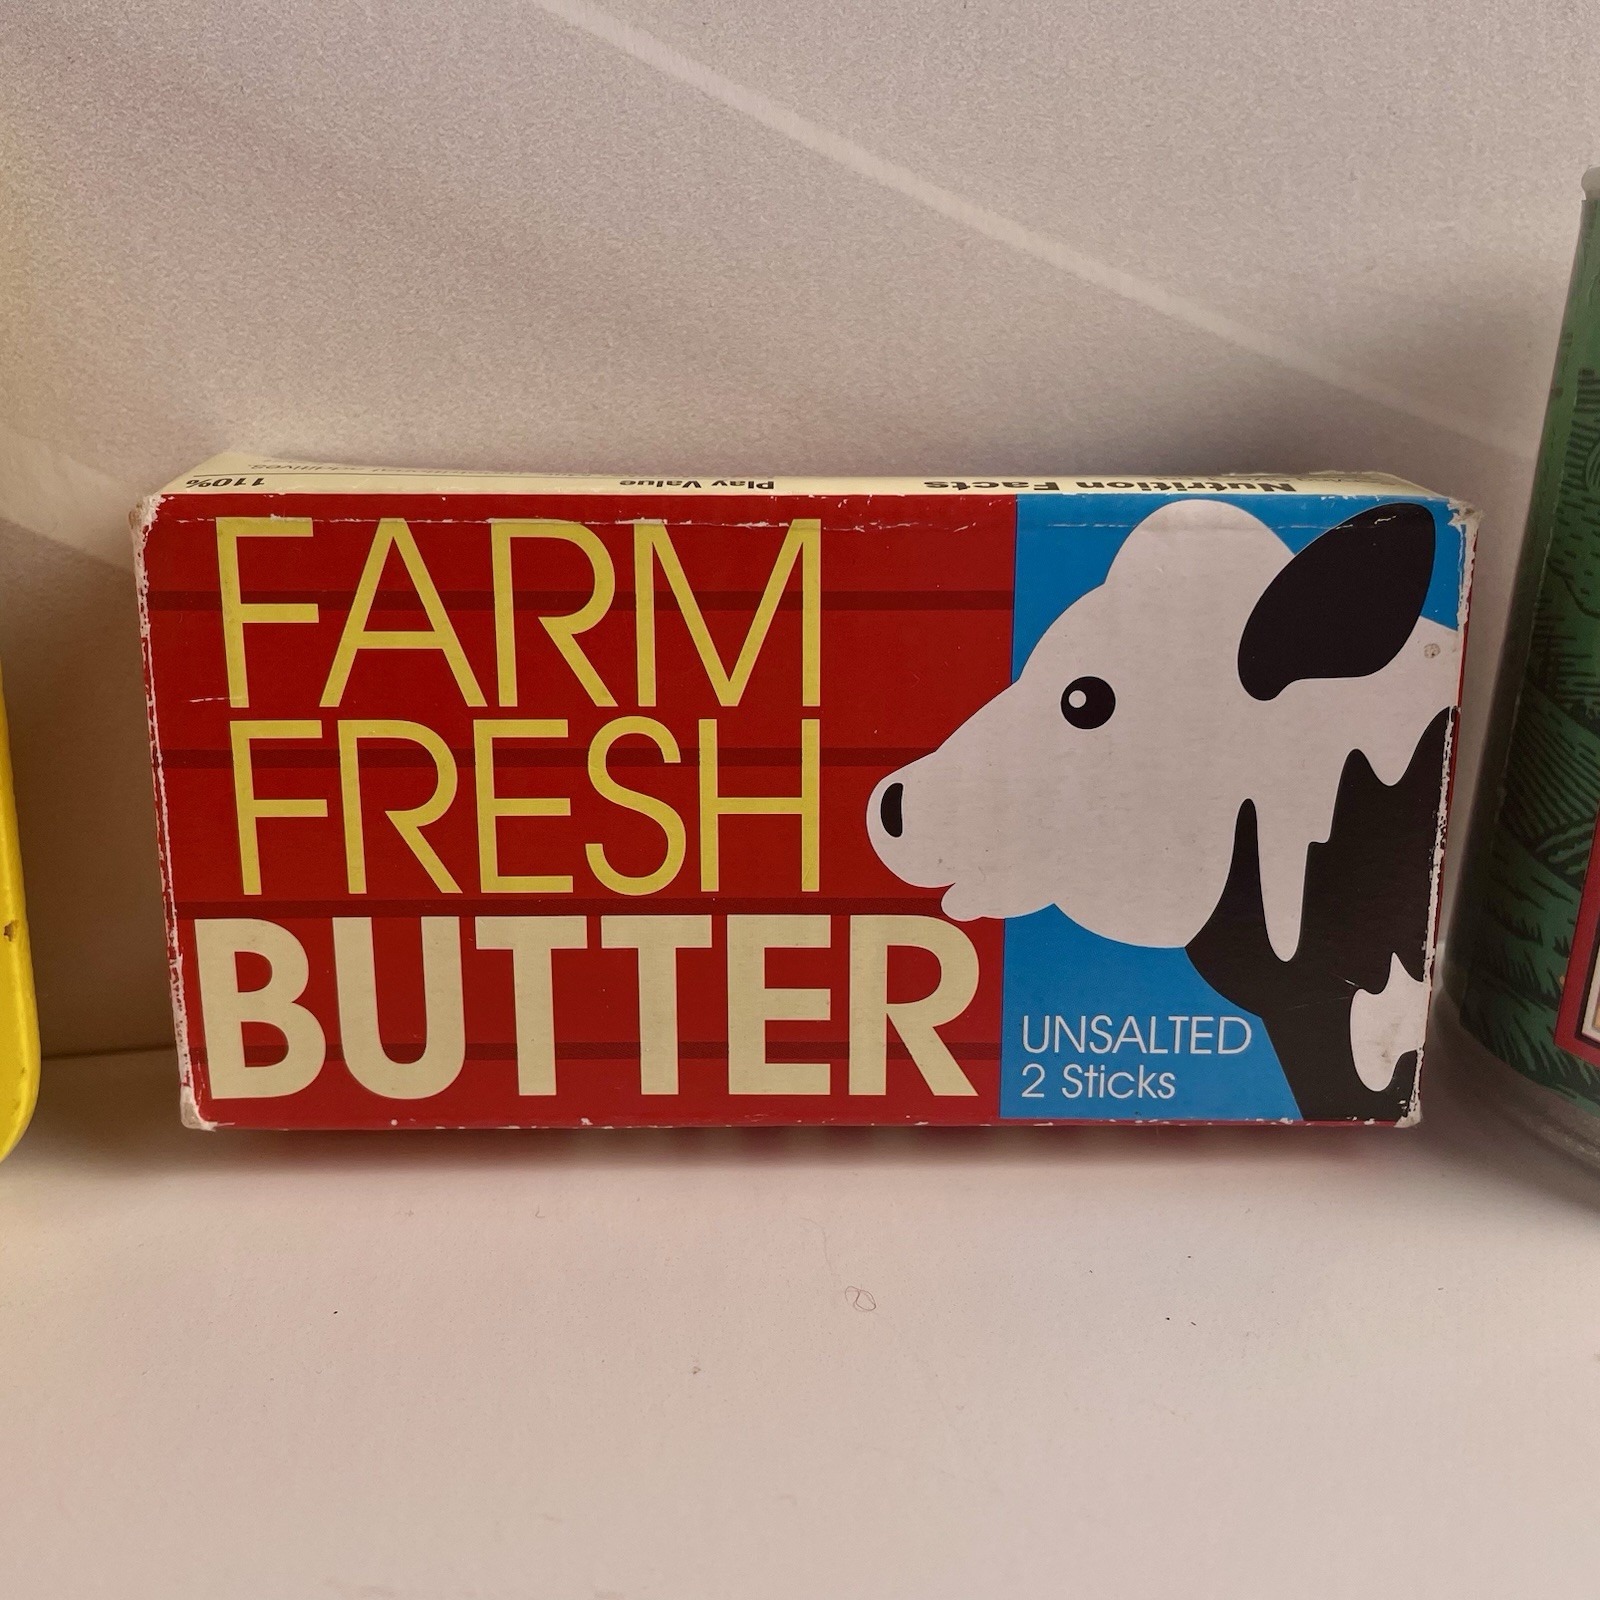 Nutrition Facts
Play Value 110%
FARM
FRESH
BUTTER
UNSALTED
2 Sticks